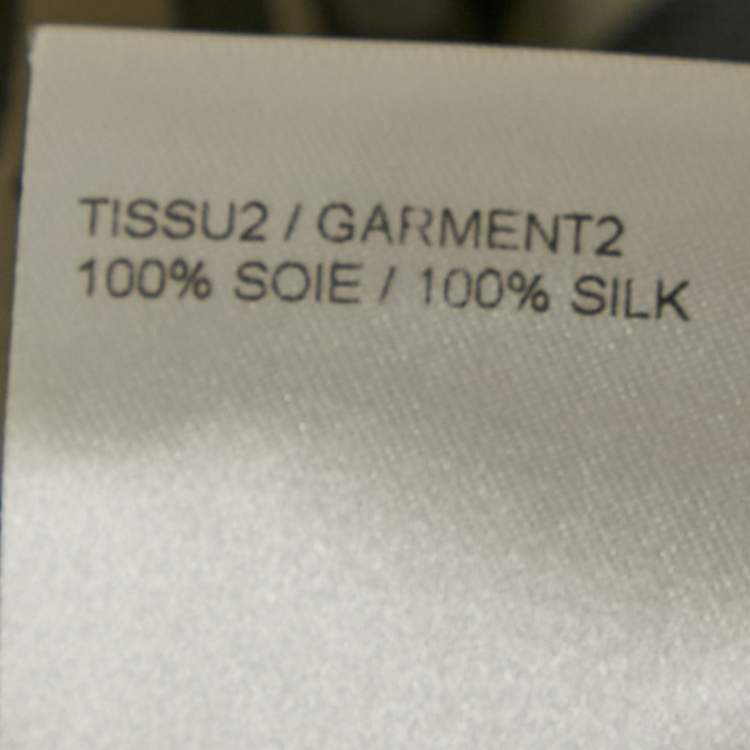 TISSU2 / GARMENT2
100% SOIE / 100% SILK